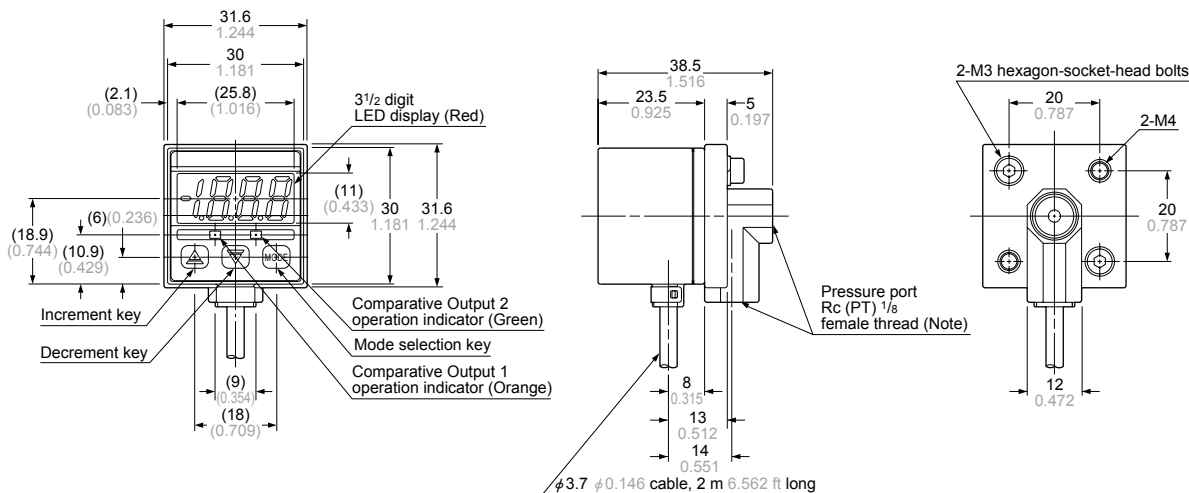 31.6
1.244
30
1.181
(2.1)
(0.083)
(25.8)
(1.016)
3 1/2 digit
LED display (Red)
(11)
(0.433)
30
1.181
31.6
1.244
(6)(0.236)
(18.9)
(0.744)
(10.9)
(0.429)
MODE
Increment key
Decrement key
Comparative Output 2
operation indicator (Green)
Mode selection key
Comparative Output 1
operation indicator (Orange)
(9)
(0.354)
(18)
(0.709)
38.5
1.516
23.5
0.925
5
0.197
Pressure port
Rc (PT) 1/8
female thread (Note)
8
0.315
13
0.512
14
0.551
ϕ3.7 ϕ0.146 cable, 2 m 6.562 ft long
2-M3 hexagon-socket-head bolts
20
0.787
2-M4
20
0.787
12
0.472